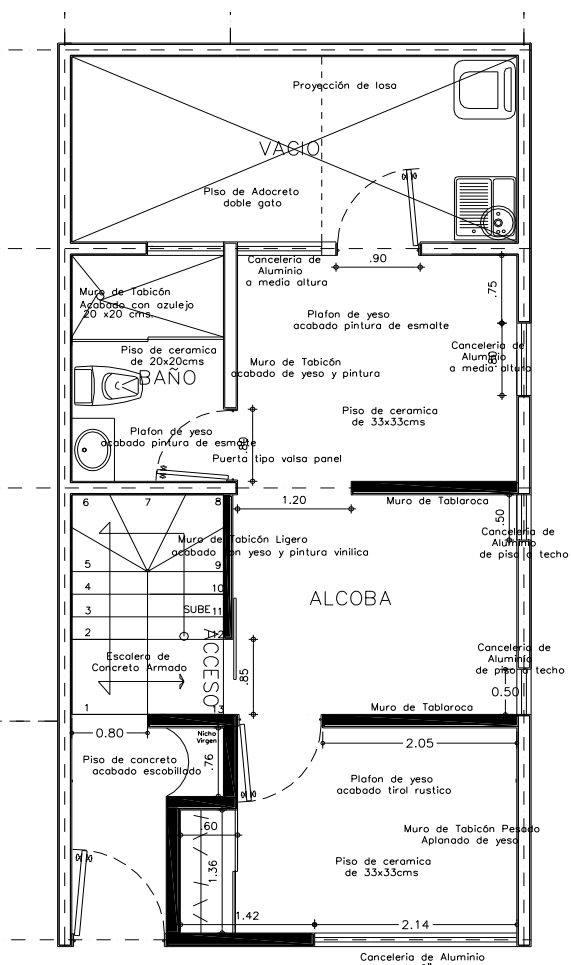 Proyección de losa
VACIO
Piso de Adocreto
doble gato
Canceleria de
Aluminio
a media altura
.90
.75
Muro de Tabicón
Acabado con azulejo
20 x20 cms.
Plafon de yeso
acabado pintura de esmalte
Piso de ceramica
de 20x20cms
BAÑO
Muro de Tabicón
acabado de yeso y pintura
Canceleria de
Aluminio
a media altura
.80
Piso de ceramica
de 33x33cms
Plafon de yeso
acabado pintura de esmalte
.80
Puerta tipo valsa panel
1.20
Muro de Tablaroca
.50
6
7
8
Muro de Tabicón Ligero
acabado con yeso y pintura vinilica
Canceleria de
Aluminio
de piso a techo
5
9
4
10
3
SUBE
11
2
12
ALCOBA
ACCESO
Escalera de
Concreto Armado
.85
Canceleria de
Aluminio
de piso a techo
0.50
1
13
Muro de Tablaroca
0.80
Nicho
Virgen
2.05
Piso de concreto
acabado escobillado
.76
Plafon de yeso
acabado tirol rustico
.60
Muro de Tabicón Pesado
Aplanado de yeso
1.36
Piso de ceramica
de 33x33cms
1.42
2.14
Canceleria de Aluminio